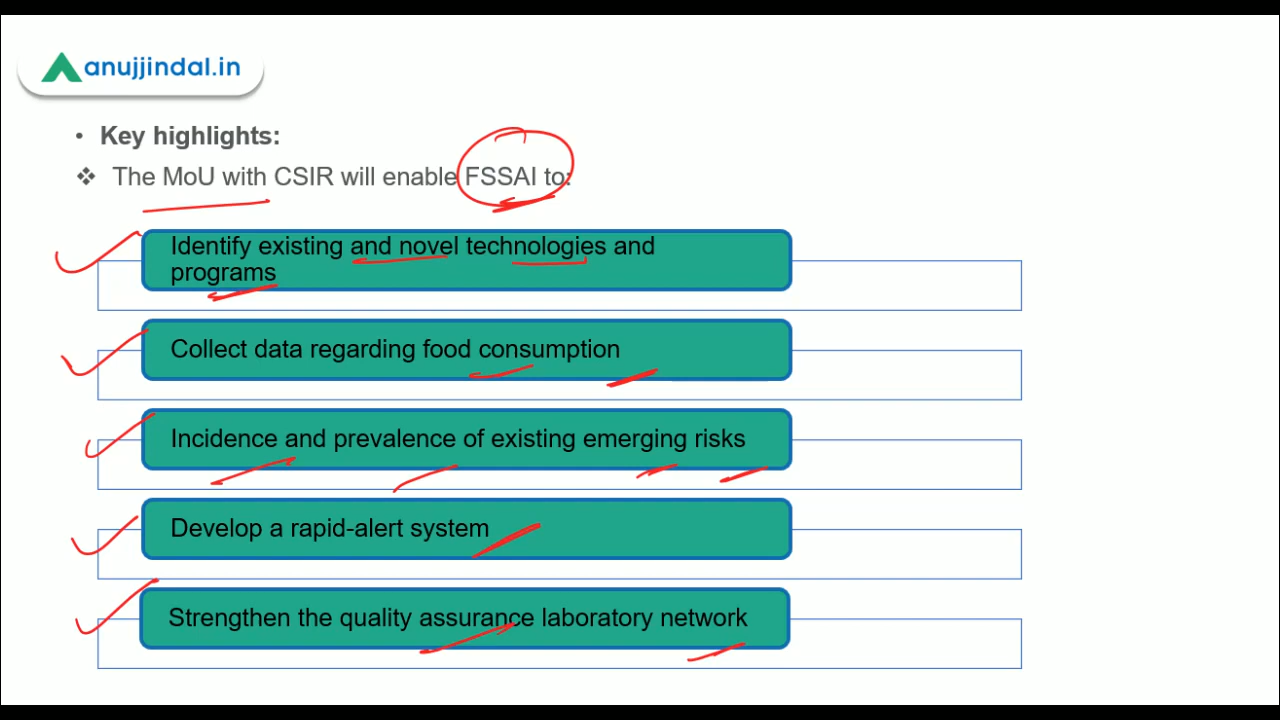 anujjindal.in
• Key highlights:
❖ The MoU with CSIR will enable FSSAI to:
Identify existing and novel technologies and
programs
Collect data regarding food consumption
Incidence and prevalence of existing emerging risks
Develop a rapid-alert system
Strengthen the quality assurance laboratory network